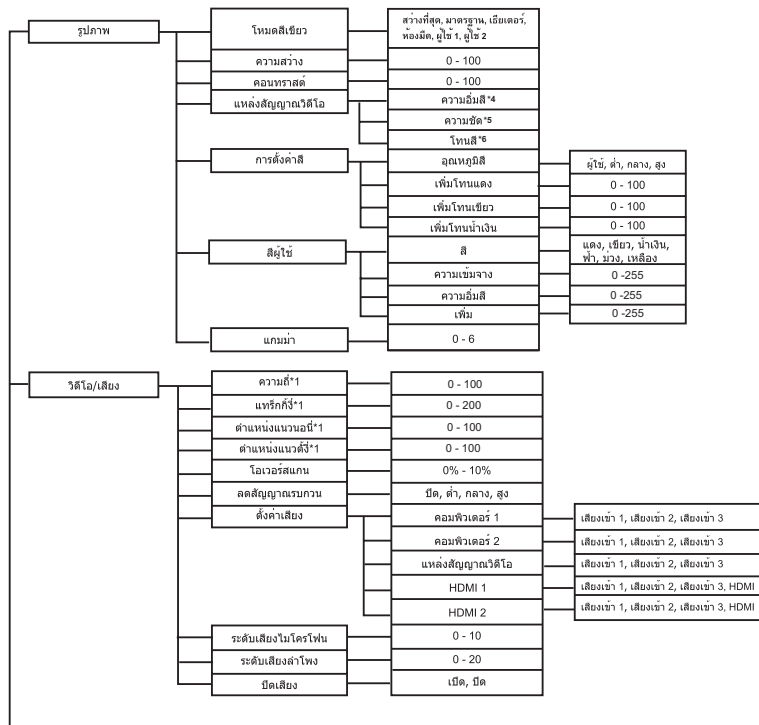 รูปภาพ
โหมดสีเขียว
สว่างที่สุด, มาตรฐาน, เธียเตอร์,
ห้องมืด, ผู้ใช้ 1, ผู้ใช้ 2
ความสว่าง
0 - 100
คอนทราสต์
0 - 100
แหล่งสัญญาณวิดีโอ
ความอิ่มสี*4
ความชัด*5
โทนสี*6
การตั้งค่าสี
อุณหภูมิสี
ผู้ใช้, ต่ำ, กลาง, สูง
เพิ่มโทนแดง
0 - 100
เพิ่มโทนเขียว
0 - 100
เพิ่มโทนน้ำเงิน
0 - 100
สีผู้ใช้
สี
แดง, เขียว, น้ำเงิน,
ฟ้า, ม่วง, เหลือง
ความเข้มจาง
0 -255
ความอิ่มสี
0 -255
เพิ่ม
0 -255
แกมม่า
0 - 6
วิดีโอ/เสียง
ความถี่*1
0 - 100
แทร็กกิ้งี่*1
0 - 200
ตำแหน่งแนวนอนี่*1
0 - 100
ตำแหน่งแนวตั้งี่*1
0 - 100
โอเวอร์สแกน
0% - 10%
ลดสัญญาณรบกวน
ปิด, ต่ำ, กลาง, สูง
ตั้งค่าเสียง
คอมพิวเตอร์ 1
เสียงเข้า 1, เสียงเข้า 2, เสียงเข้า 3
คอมพิวเตอร์ 2
เสียงเข้า 1, เสียงเข้า 2, เสียงเข้า 3
แหล่งสัญญาณวิดีโอ
เสียงเข้า 1, เสียงเข้า 2, เสียงเข้า 3
HDMI 1
เสียงเข้า 1, เสียงเข้า 2, เสียงเข้า 3, HDMI
HDMI 2
เสียงเข้า 1, เสียงเข้า 2, เสียงเข้า 3, HDMI
ระดับเสียงไมโครโฟน
0 - 10
ระดับเสียงลำโพง
0 - 20
ปิดเสียง
เปิด, ปิด